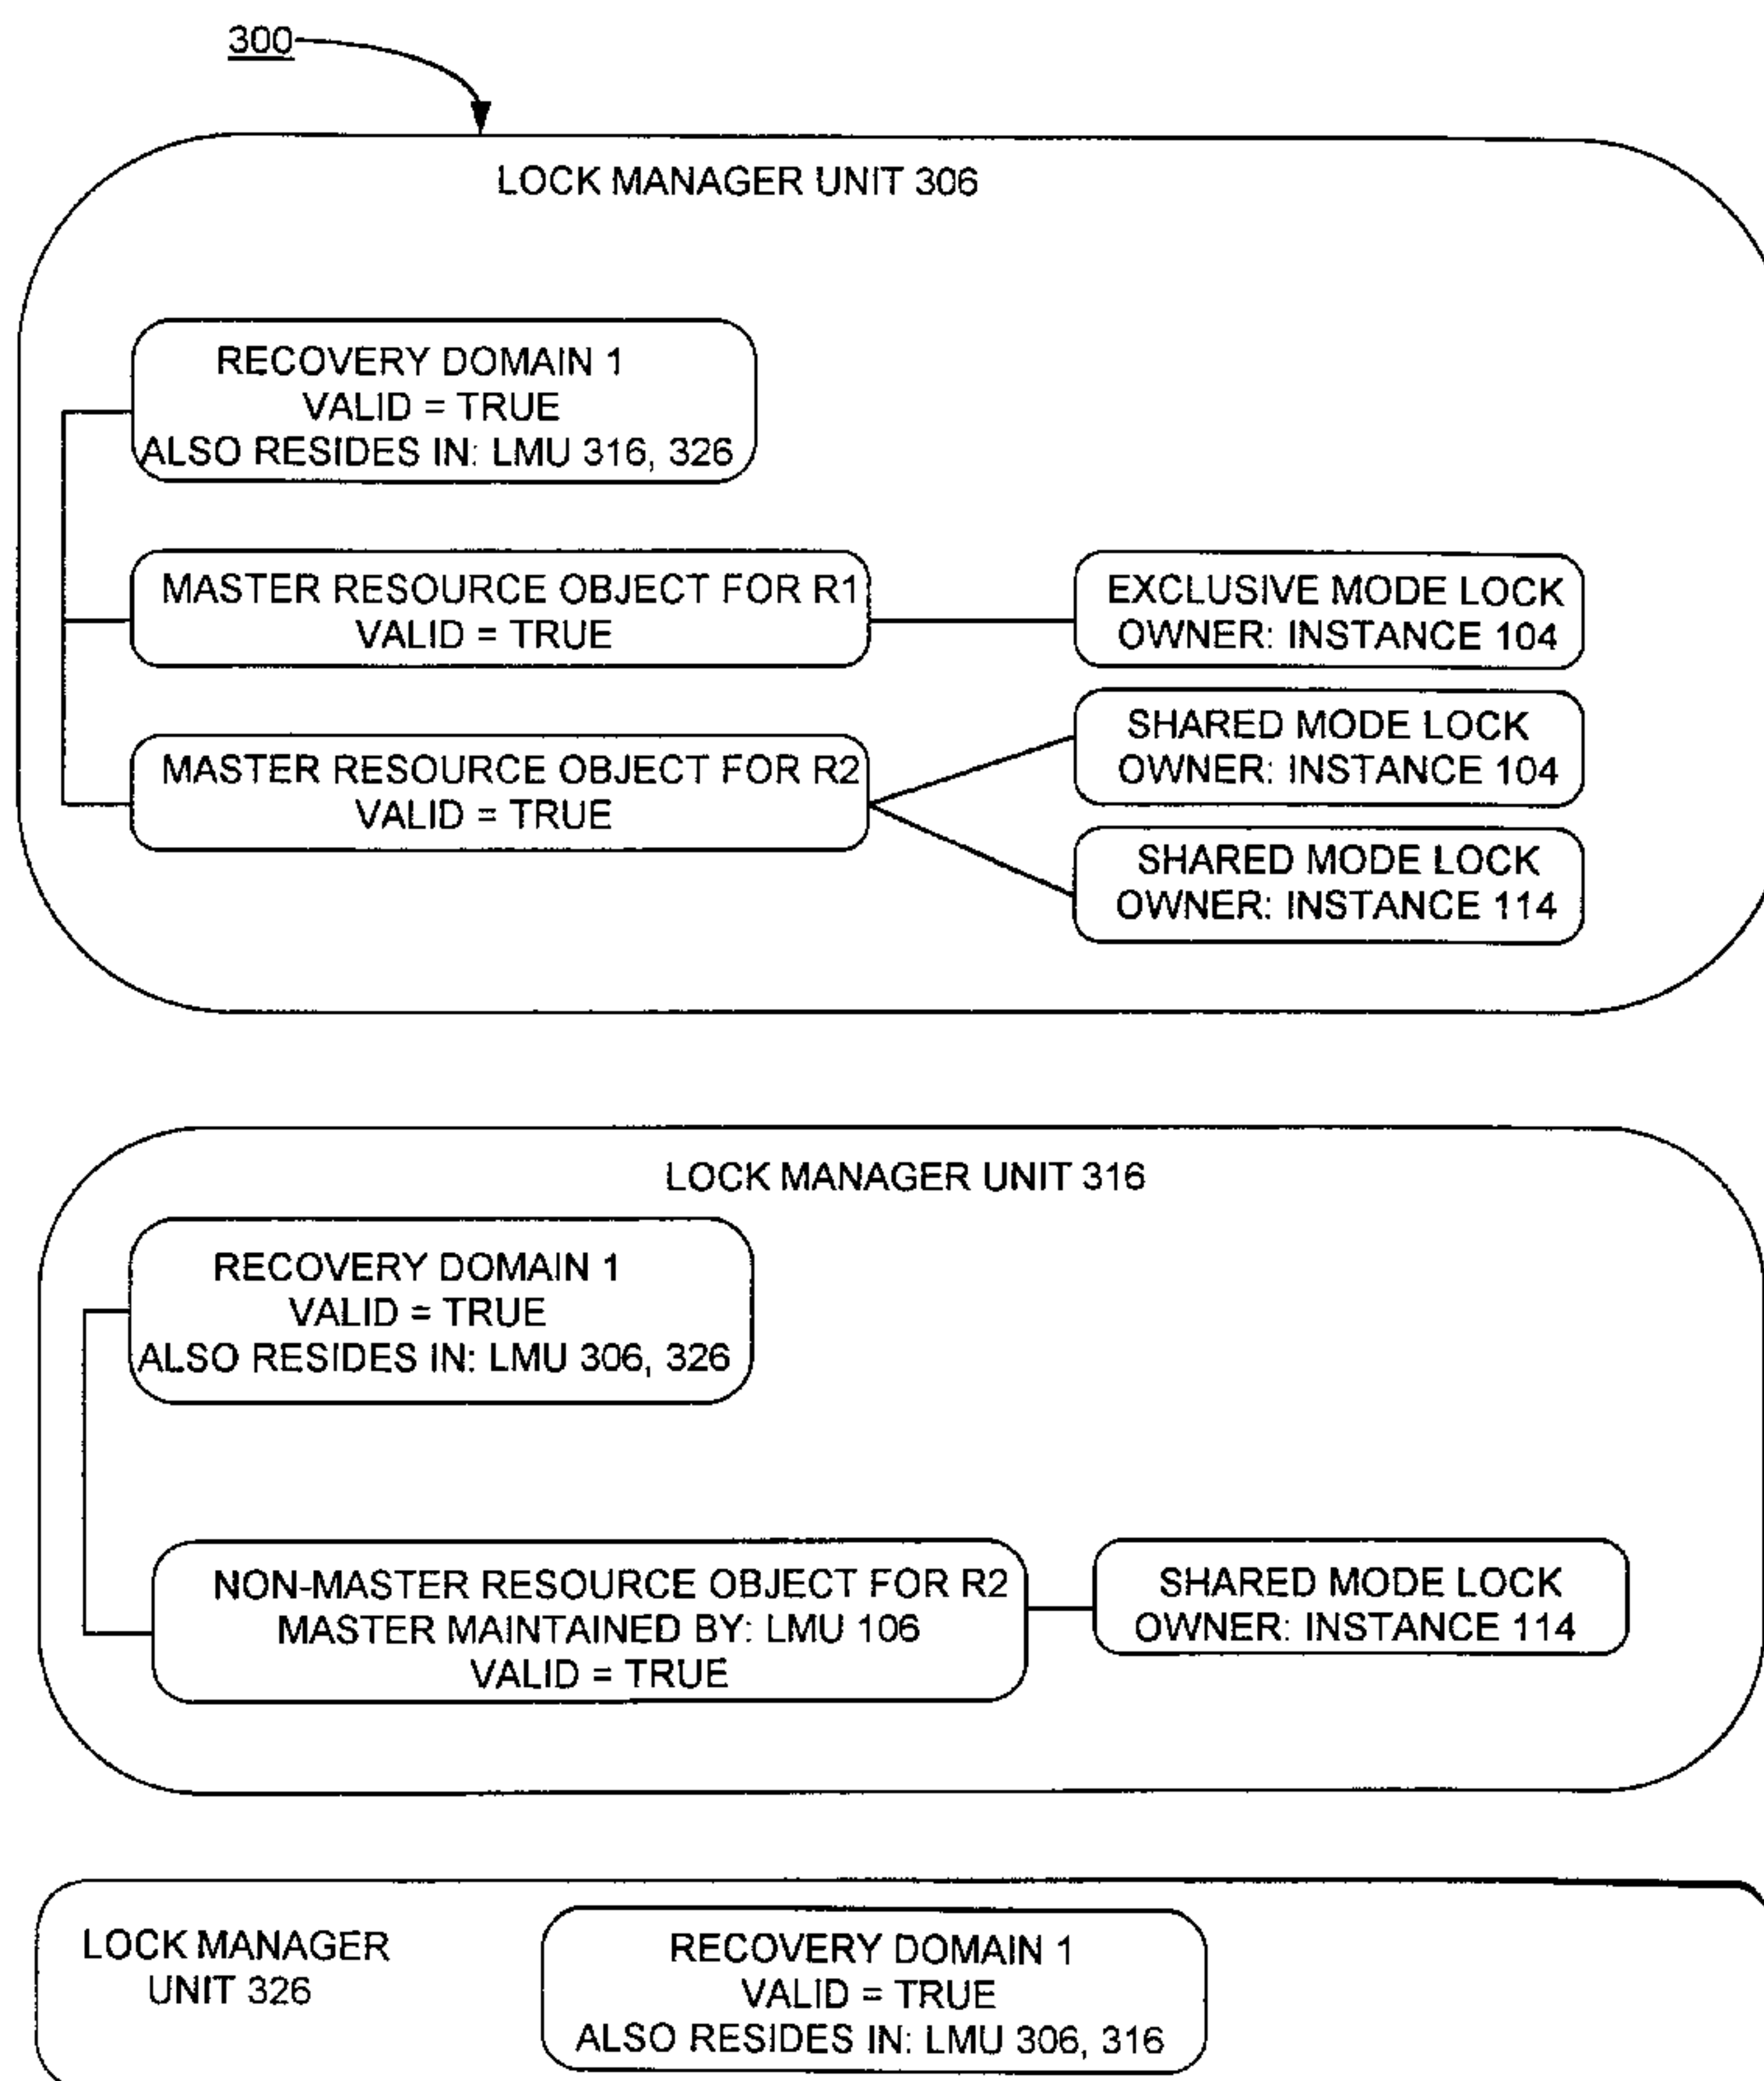 300
LOCK MANAGER UNIT 306
RECOVERY DOMAIN 1
VALID = TRUE
ALSO RESIDES IN: LMU 316, 326
MASTER RESOURCE OBJECT FOR R1
VALID = TRUE
EXCLUSIVE MODE LOCK
OWNER: INSTANCE 104
MASTER RESOURCE OBJECT FOR R2
VALID = TRUE
SHARED MODE LOCK
OWNER: INSTANCE 104
SHARED MODE LOCK
OWNER: INSTANCE 114
LOCK MANAGER UNIT 316
RECOVERY DOMAIN 1
VALID = TRUE
ALSO RESIDES IN: LMU 306, 326
NON-MASTER RESOURCE OBJECT FOR R2
MASTER MAINTAINED BY: LMU 106
VALID = TRUE
SHARED MODE LOCK
OWNER: INSTANCE 114
LOCK MANAGER
UNIT 326
RECOVERY DOMAIN 1
VALID = TRUE
ALSO RESIDES IN: LMU 306, 316